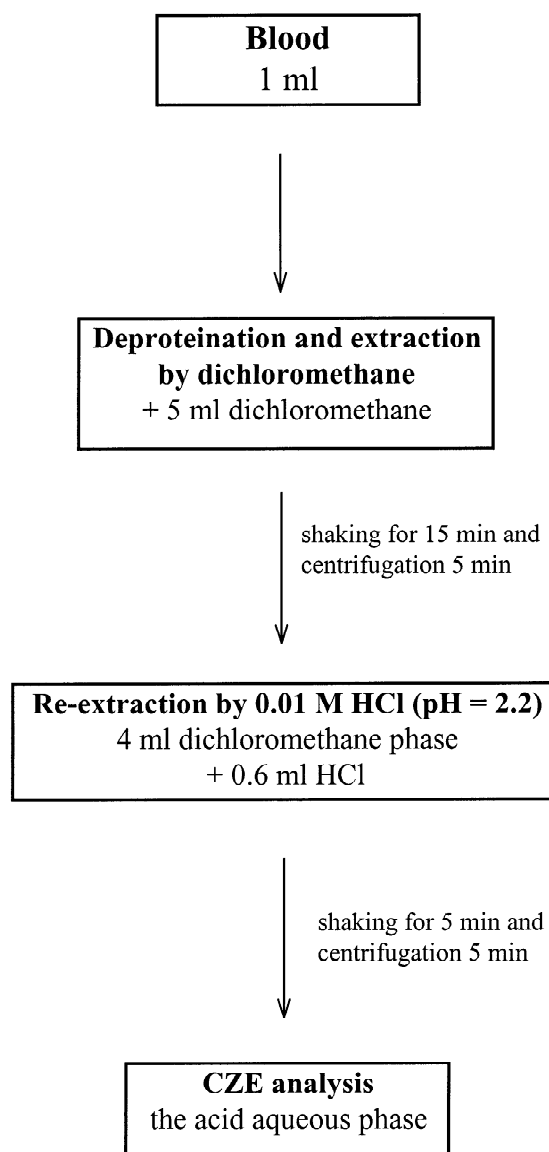 Blood
1 ml
Deproteination and extraction
by dichloromethane
+ 5 ml dichloromethane
shaking for 15 min and
centrifugation 5 min
Re-extraction by 0.01 M HCl (pH = 2.2)
4 ml dichloromethane phase
+ 0.6 ml HCl
shaking for 5 min and
centrifugation 5 min
CZE analysis
the acid aqueous phase